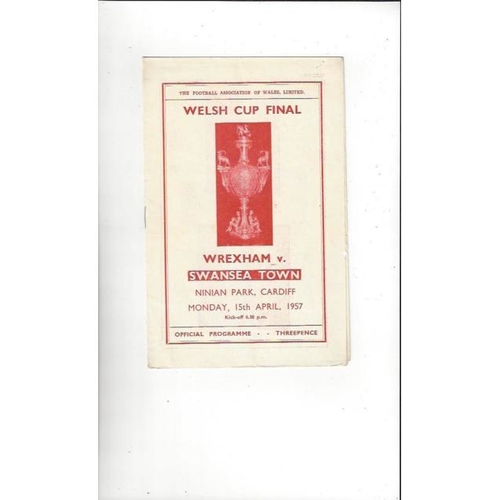 THE FOOTBALL ASSOCIATION OF WALES, LIMITED.
WELSH CUP FINAL
WREXHAM v.
SWANSEA TOWN
NINIAN PARK, CARDIFF
MONDAY, 15th APRIL, 1957
Kick-off 6.30 p.m.
OFFICIAL PROGRAMME - - THREEPENCE